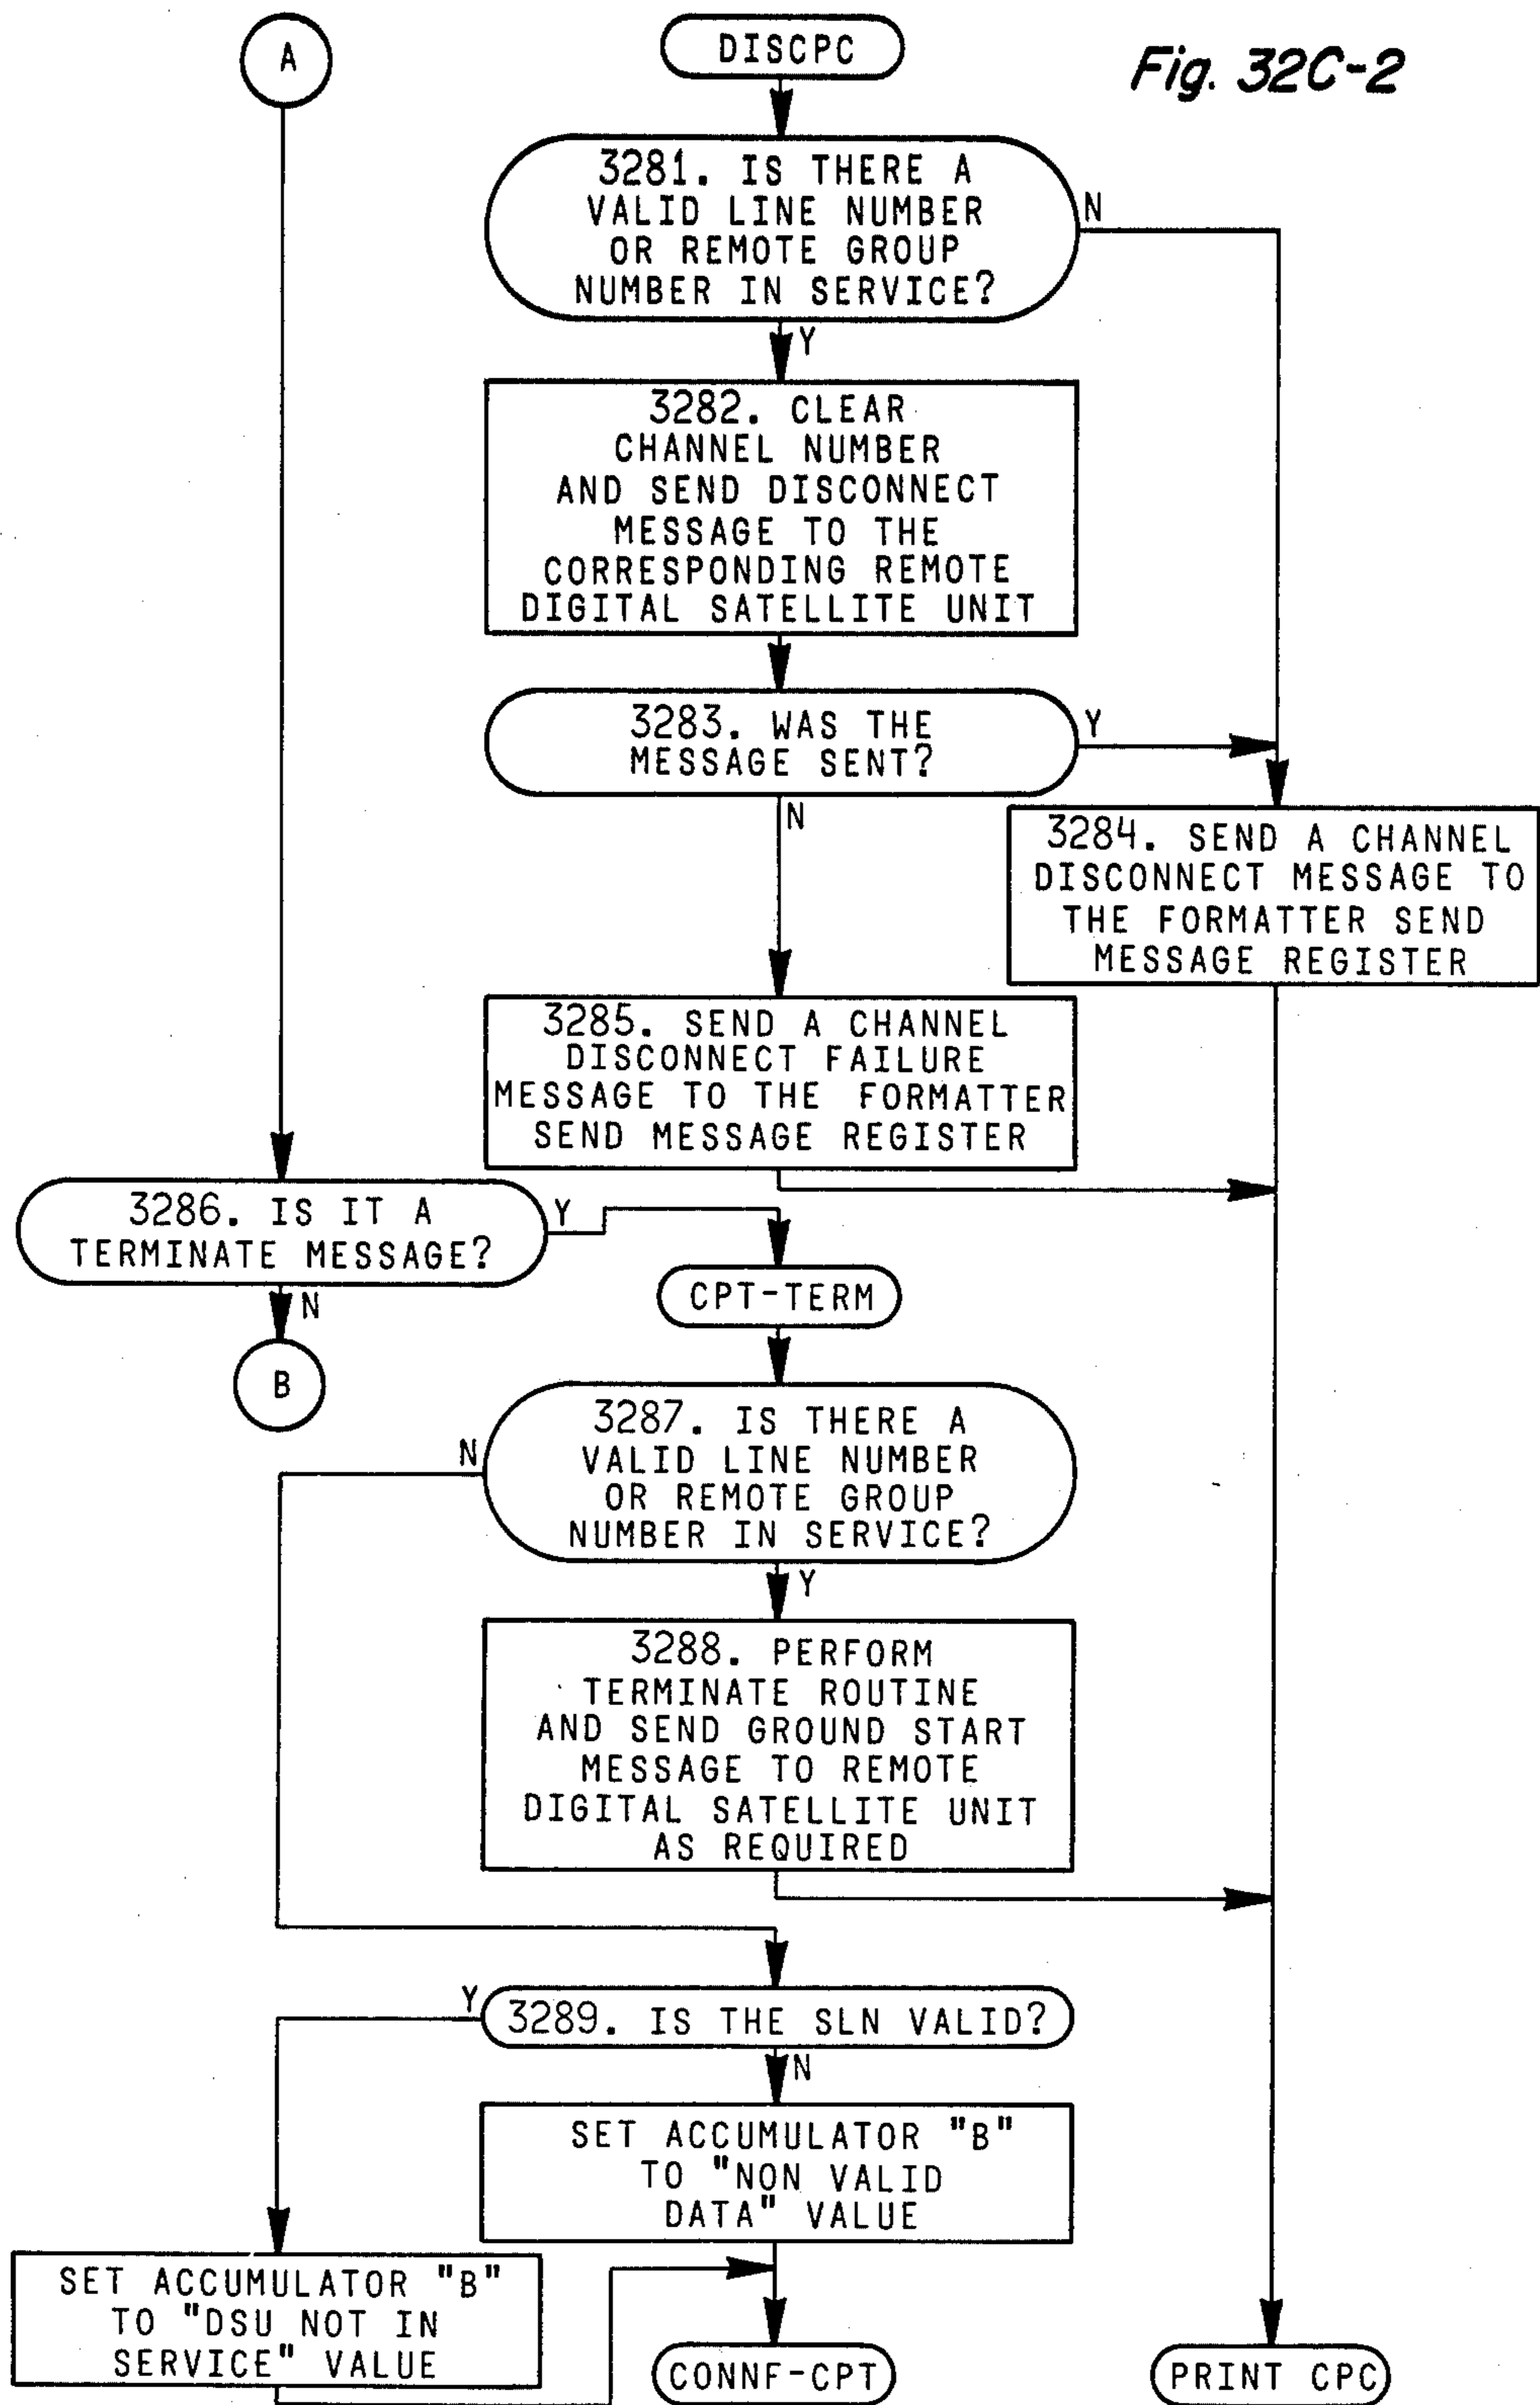 A
DISCPC
Fig. 32C-2
3281. IS THERE A
VALID LINE NUMBER
OR REMOTE GROUP
NUMBER IN SERVICE?
N
Y
3282. CLEAR
CHANNEL NUMBER
AND SEND DISCONNECT
MESSAGE TO THE
CORRESPONDING REMOTE
DIGITAL SATELLITE UNIT
3283. WAS THE
MESSAGE SENT?
Y
N
3284. SEND A CHANNEL
DISCONNECT MESSAGE TO
THE FORMATTER SEND
MESSAGE REGISTER
3285. SEND A CHANNEL
DISCONNECT FAILURE
MESSAGE TO THE FORMATTER
SEND MESSAGE REGISTER
3286. IS IT A
TERMINATE MESSAGE?
Y
N
CPT-TERM
B
3287. IS THERE A
VALID LINE NUMBER
OR REMOTE GROUP
NUMBER IN SERVICE?
N
Y
3288. PERFORM
TERMINATE ROUTINE
AND SEND GROUND START
MESSAGE TO REMOTE
DIGITAL SATELLITE UNIT
AS REQUIRED
3289. IS THE SLN VALID?
Y
N
SET ACCUMULATOR "B"
TO "NON VALID
DATA" VALUE
SET ACCUMULATOR "B"
TO "DSU NOT IN
SERVICE" VALUE
CONNF-CPT
PRINT CPC